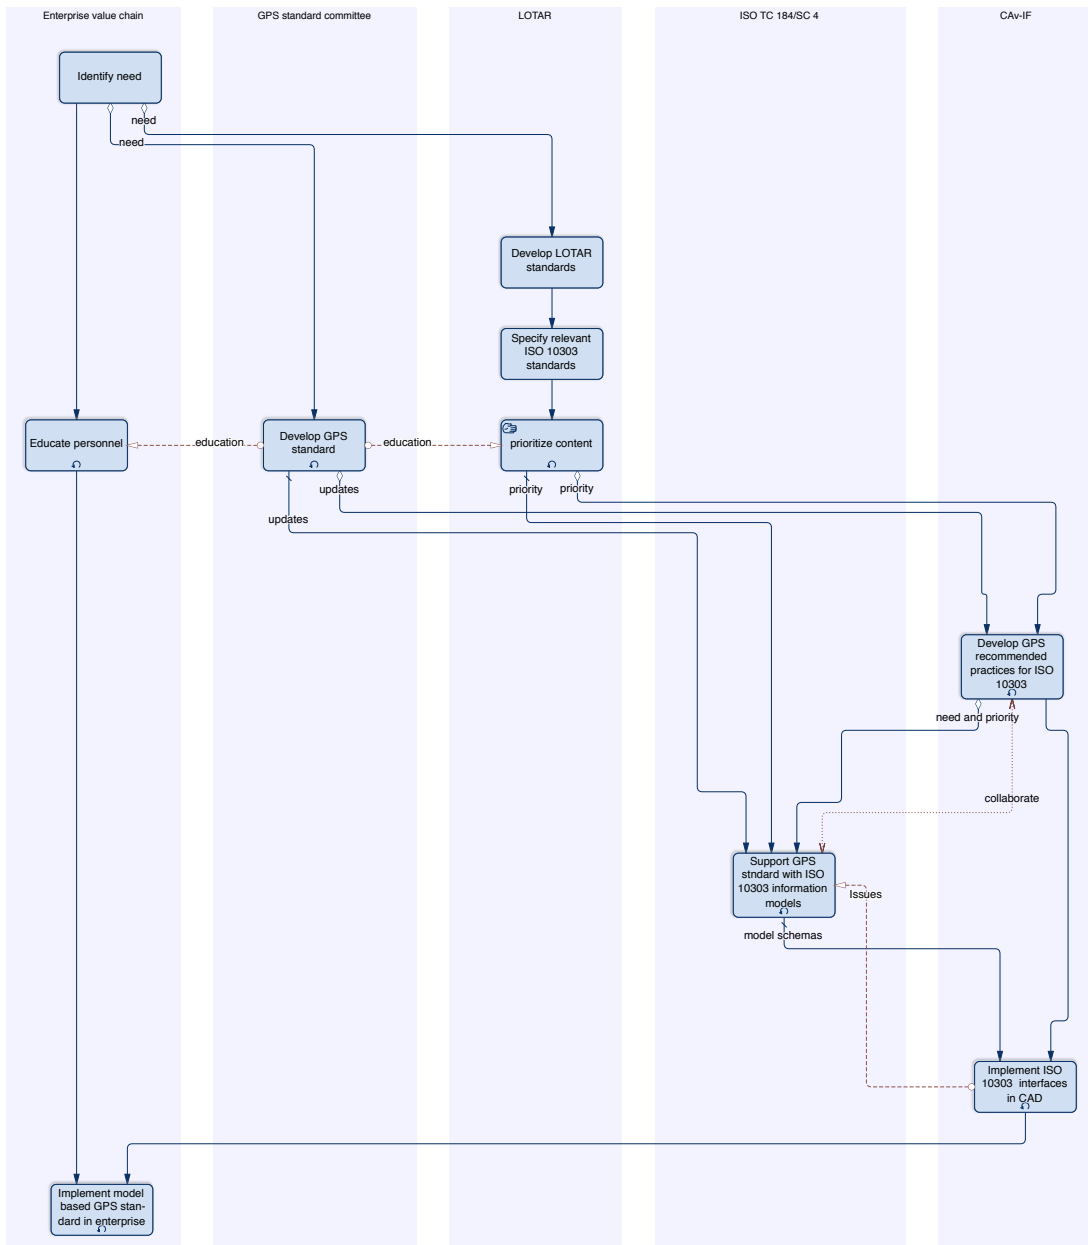 Enterprise value chain
GPS standard committee
LOTAR
ISO TC 184/SC 4
CAv-IF
Identify need
need
need
Develop LOTAR
standards
Specify relevant
ISO 10303
standards
Educate personnel
education
Develop GPS
standard
education
prioritize content
updates
priority
priority
updates
Develop GPS
recommended
practices for ISO
10303
need and priority
collaborate
Support GPS
stndard with ISO
10303 information
models
Issues
model schemas
Implement ISO
10303 interfaces
in CAD
Implement model
based GPS stan-
dard in enterprise